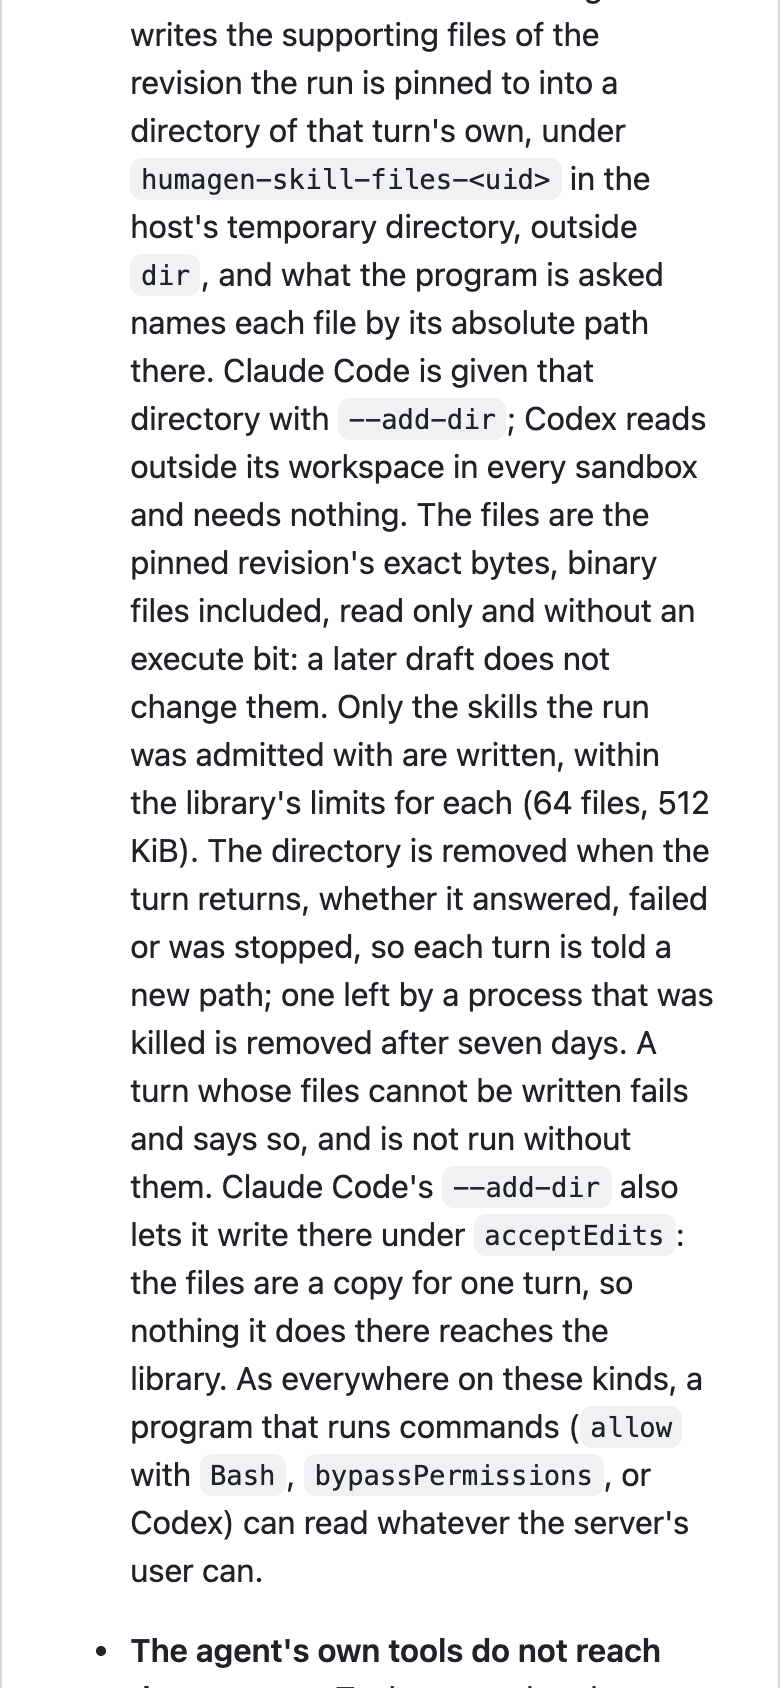 writes the supporting files of the
revision the run is pinned to into a
directory of that turn's own, under
humagen-skill-files-<uid> in the
host's temporary directory, outside
dir, and what the program is asked
names each file by its absolute path
there. Claude Code is given that
directory with --add-dir; Codex reads
outside its workspace in every sandbox
and needs nothing. The files are the
pinned revision's exact bytes, binary
files included, read only and without an
execute bit: a later draft does not
change them. Only the skills the run
was admitted with are written, within
the library's limits for each (64 files, 512
KiB). The directory is removed when the
turn returns, whether it answered, failed
or was stopped, so each turn is told a
new path; one left by a process that was
killed is removed after seven days. A
turn whose files cannot be written fails
and says so, and is not run without
them. Claude Code's --add-dir also
lets it write there under acceptEdits:
the files are a copy for one turn, so
nothing it does there reaches the
library. As everywhere on these kinds, a
program that runs commands (allow
with Bash, bypassPermissions, or
Codex) can read whatever the server's
user can.
• The agent's own tools do not reach